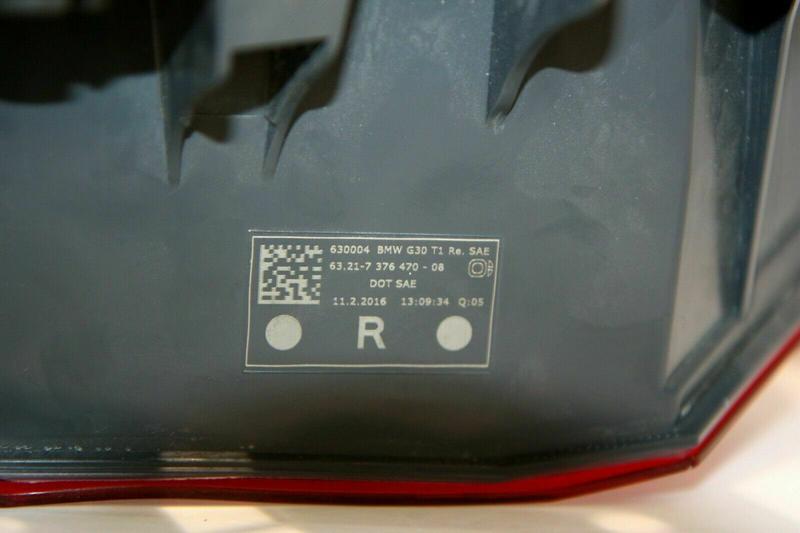 630004 BMW G30 T1 Re. SAE
63.21-7 376 470 - 08
DOT SAE
11.2.2016 13:09:34 Q:05
R